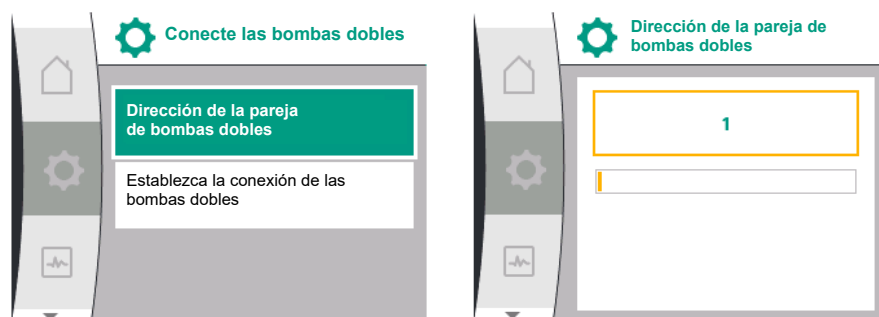 Conecte las bombas dobles
Dirección de la pareja
de bombas dobles
Establezca la conexión de las
bombas dobles
Dirección de la pareja de
bombas dobles
1